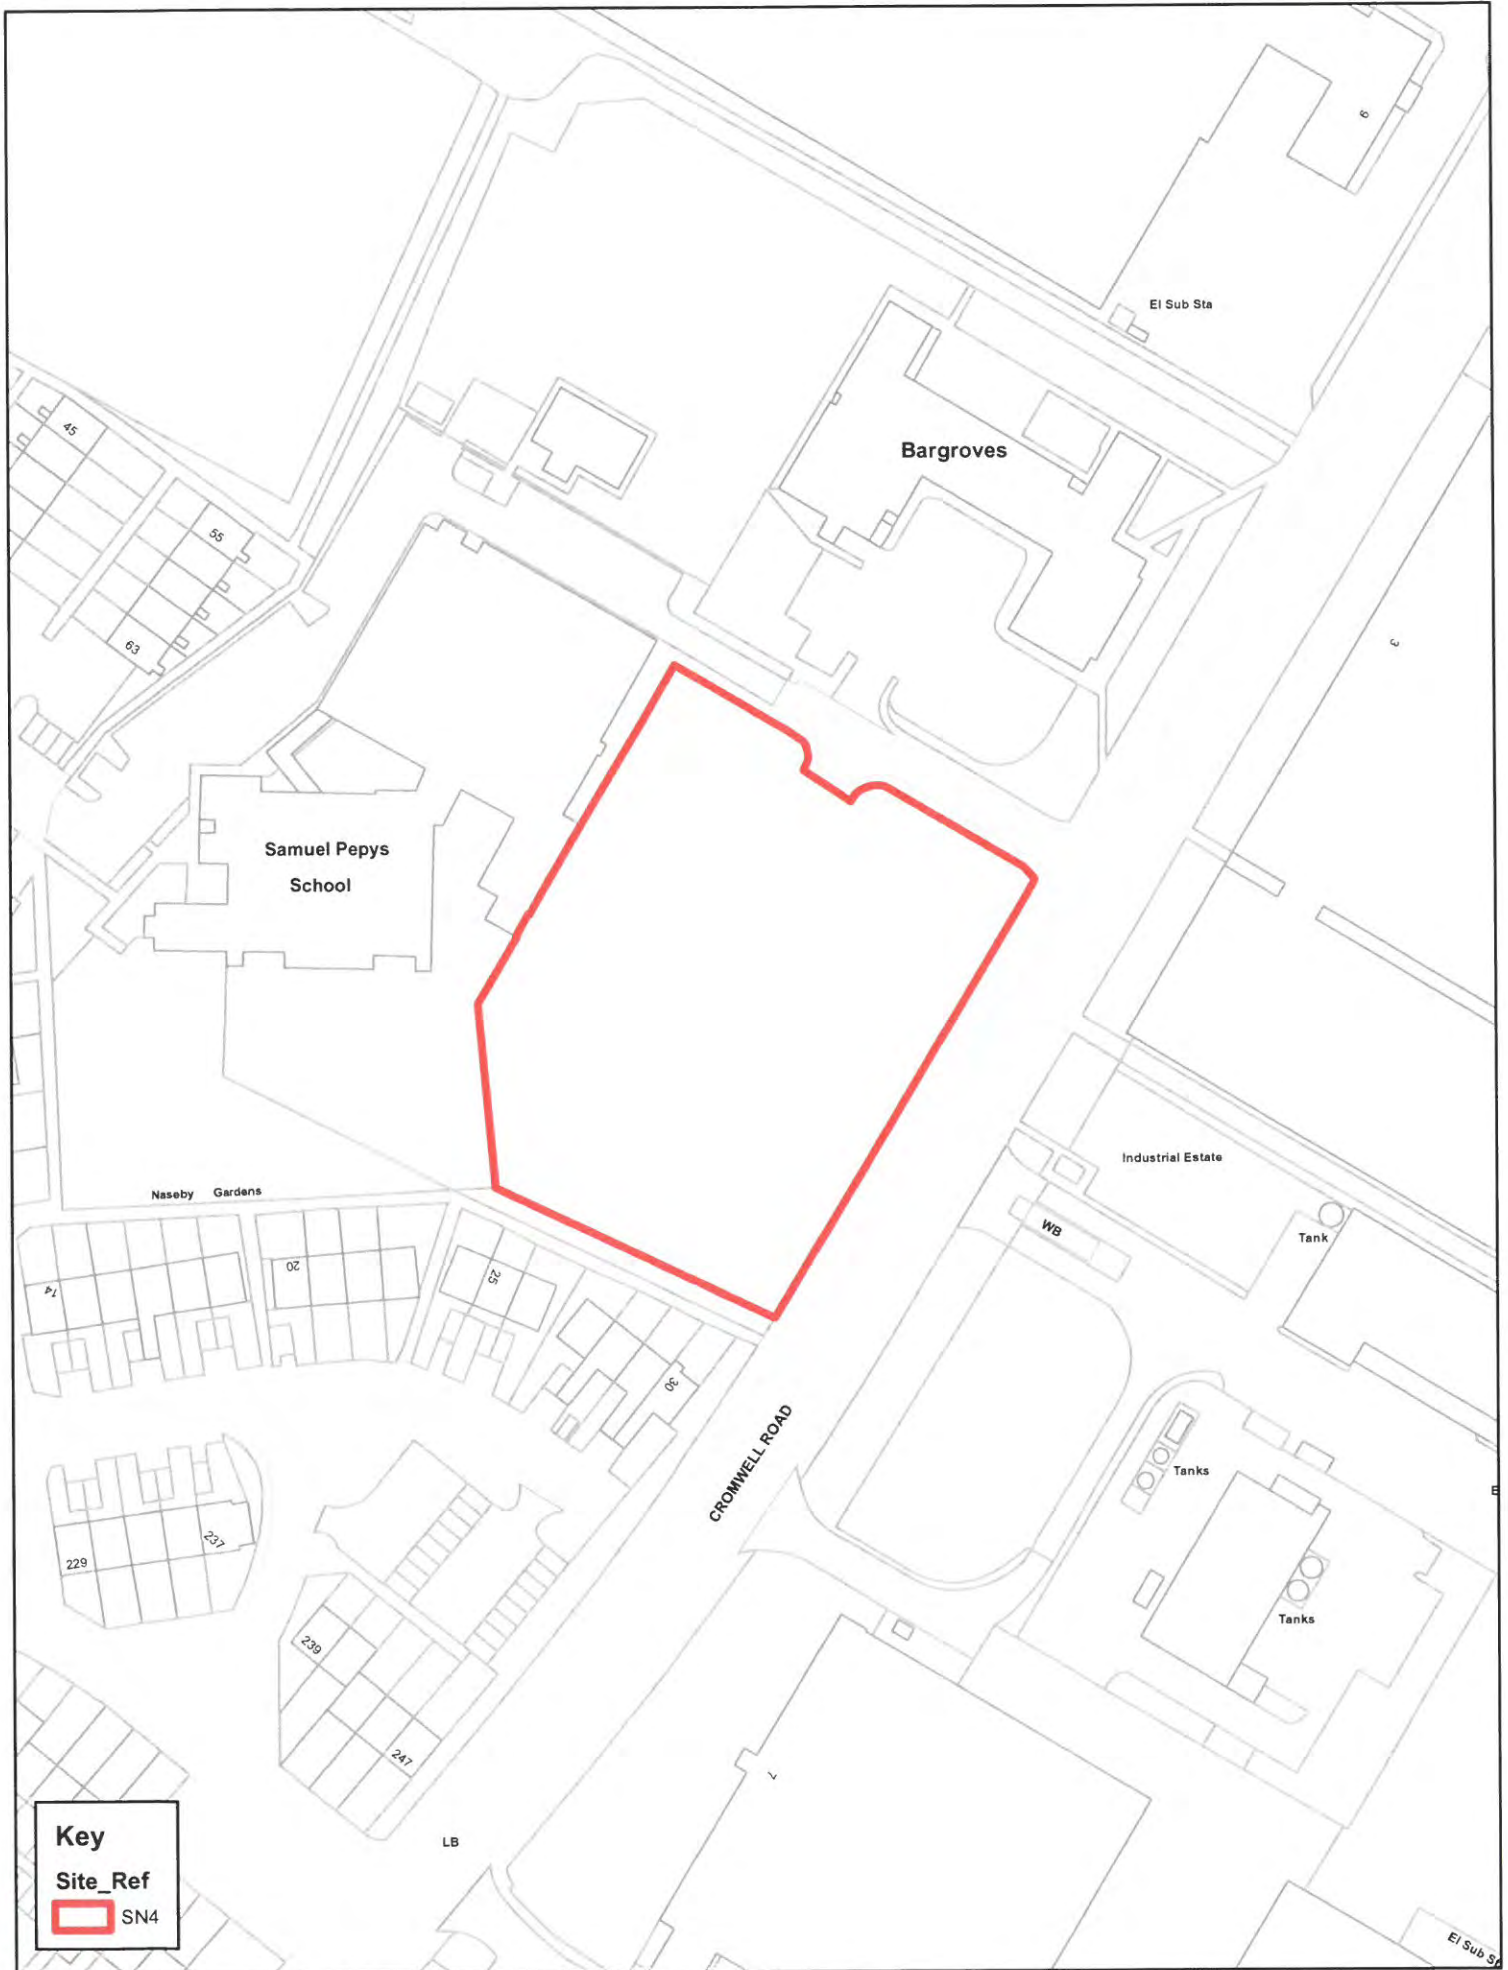 6
El Sub Sta
45
Bargroves
55
3
63
Samuel Pepys
School
Industrial Estate
Naseby Gardens
WB
Tank
20
25
14
30
CROMWELL ROAD
Tanks
E
237
229
Tanks
239
247
7
Key
LB
Site_Ref
SN4
El Sub St